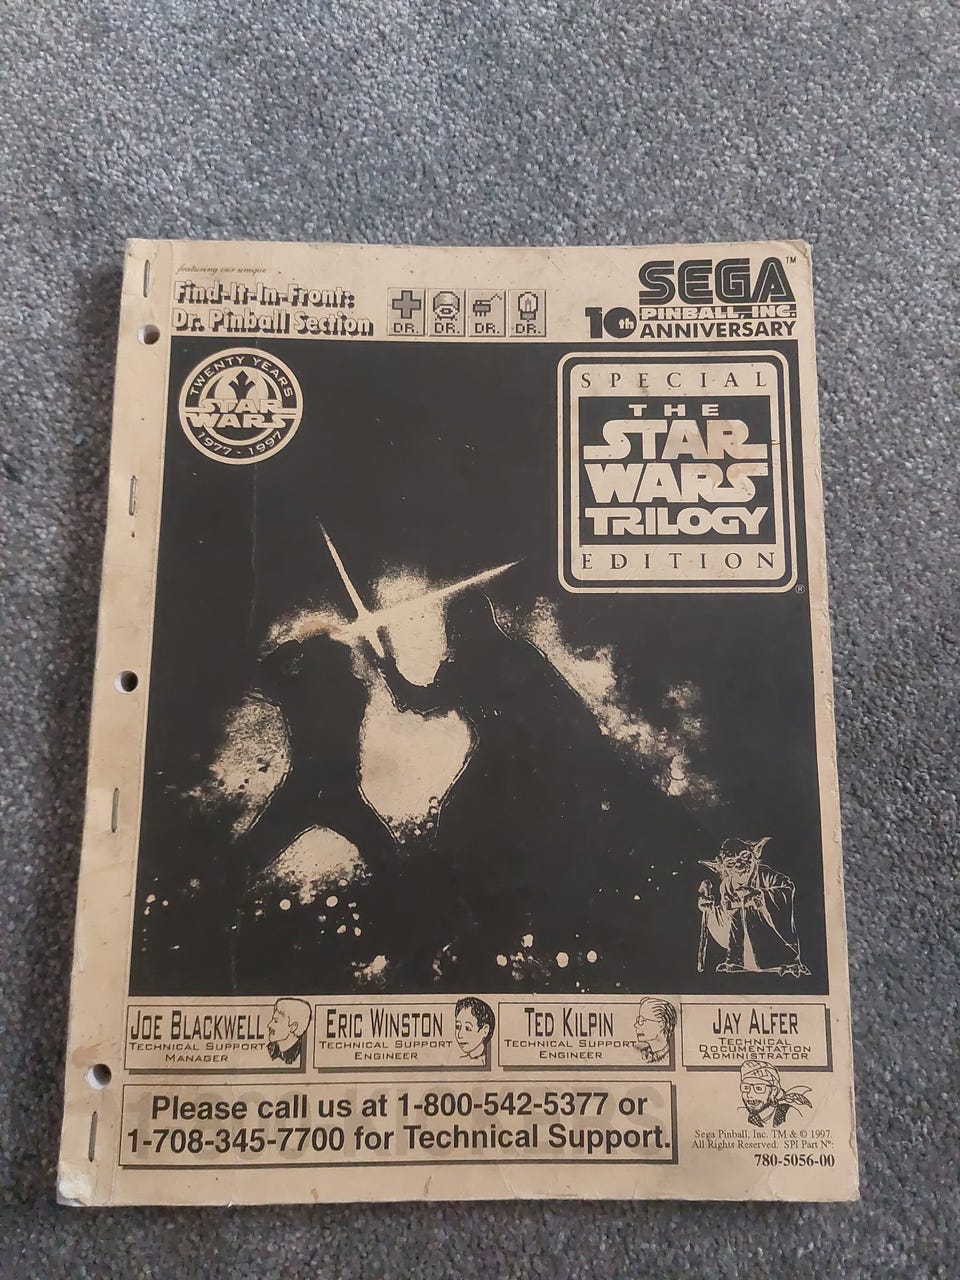 featuring our unique
Find-It-In-Front:
Dr. Pinball Section
DR. DR. DR. DR.
SEGA™
PINBALL, INC.
10th ANNIVERSARY
TWENTY YEARS
STAR
WARS
1977 - 1997
SPECIAL
THE
STAR
WARS
TRILOGY
EDITION
®
JOE BLACKWELL
TECHNICAL SUPPORT
MANAGER
ERIC WINSTON
TECHNICAL SUPPORT
ENGINEER
TED KILPIN
TECHNICAL SUPPORT
ENGINEER
JAY ALFER
TECHNICAL
DOCUMENTATION
ADMINISTRATOR
Please call us at 1-800-542-5377 or
1-708-345-7700 for Technical Support.
Sega Pinball, Inc. TM & © 1997.
All Rights Reserved. SPI Part Nº:
780-5056-00